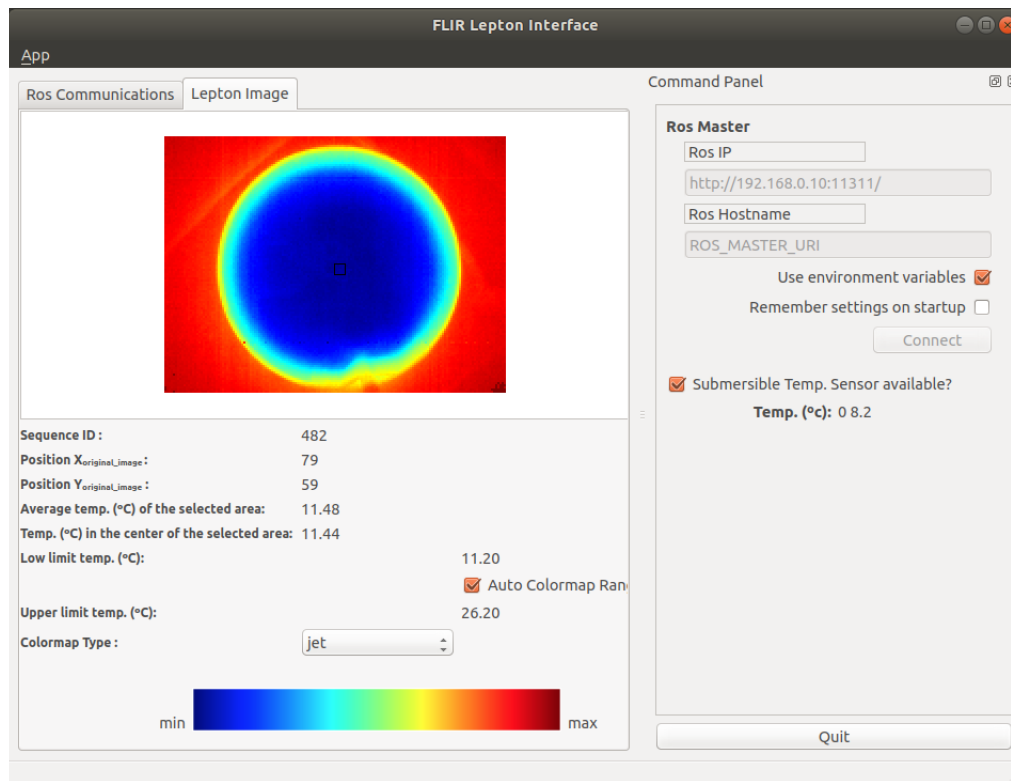 FLIR Lepton Interface
App
Ros Communications
Lepton Image
Sequence ID : 482
Position Xoriginal_image : 79
Position Yoriginal_image : 59
Average temp. (ºC) of the selected area: 11.48
Temp. (ºC) in the center of the selected area: 11.44
Low limit temp. (ºC): 11.20
Auto Colormap Ran
Upper limit temp. (ºC): 26.20
Colormap Type : jet
min max
Command Panel
Ros Master
Ros IP
http://192.168.0.10:11311/
Ros Hostname
ROS_MASTER_URI
Use environment variables
Remember settings on startup
Connect
Submersible Temp. Sensor available?
Temp. (ºc): 0 8.2
Quit